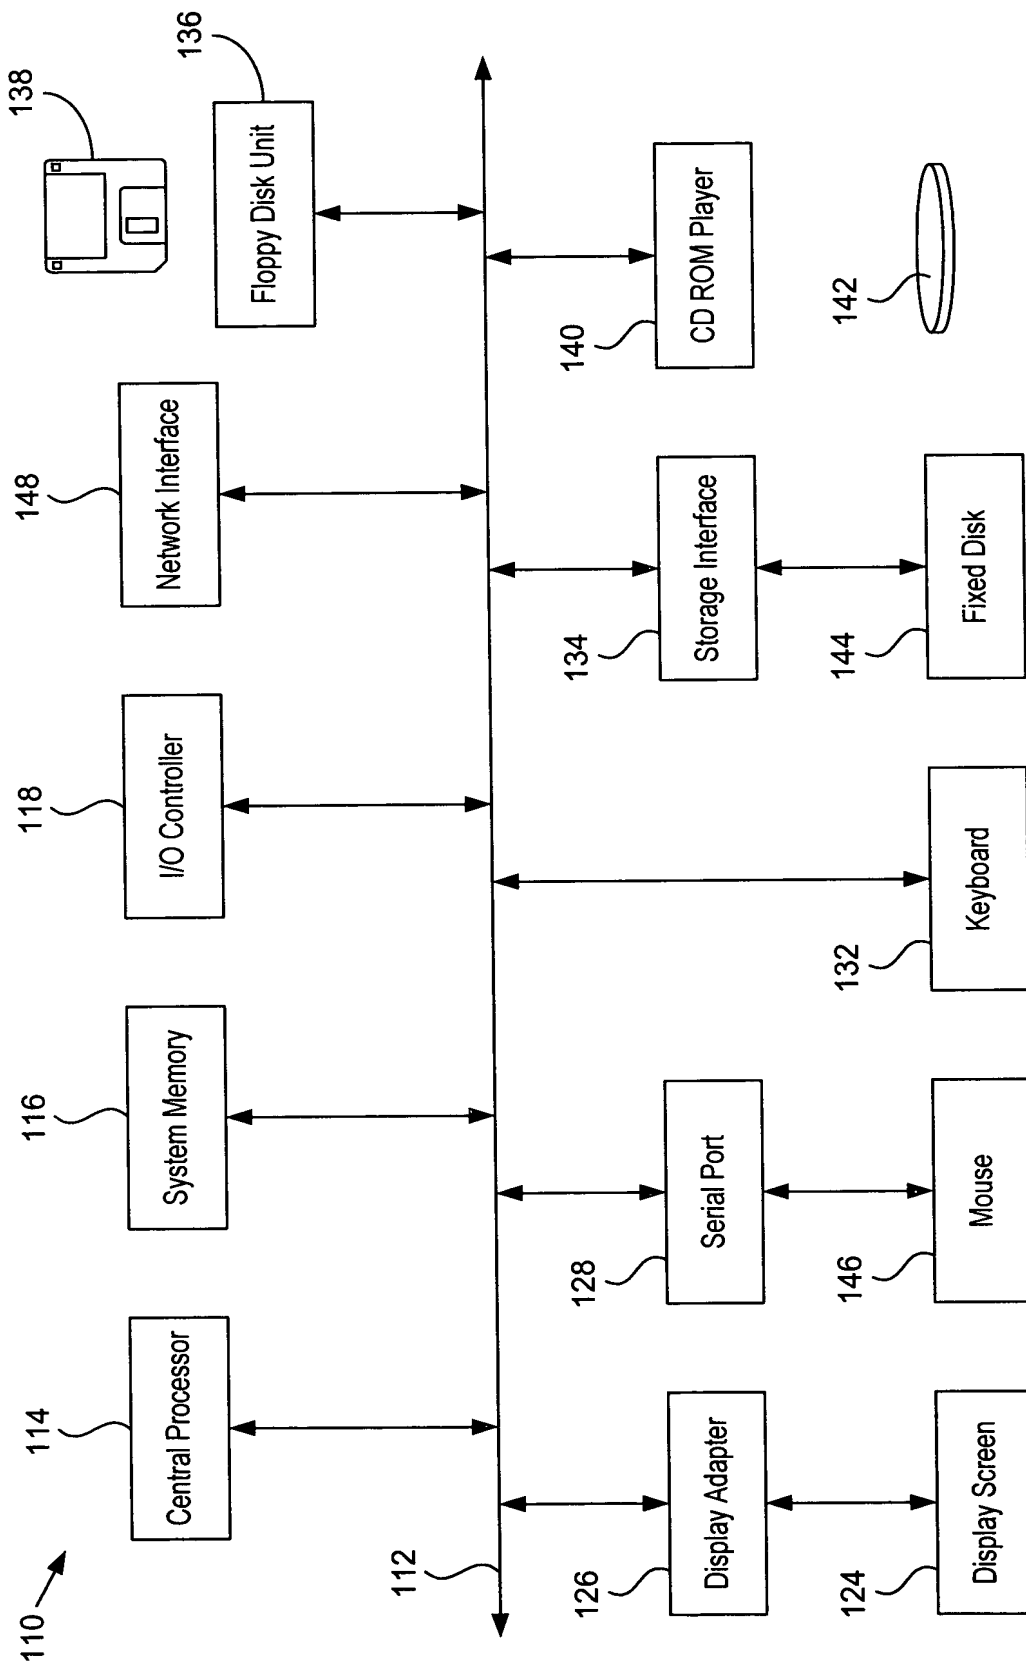 110
114
Central Processor
116
System Memory
118
I/O Controller
148
Network Interface
138
136
Floppy Disk Unit
112
126
Display Adapter
128
Serial Port
134
Storage Interface
140
CD ROM Player
124
Display Screen
146
Mouse
132
Keyboard
144
Fixed Disk
142